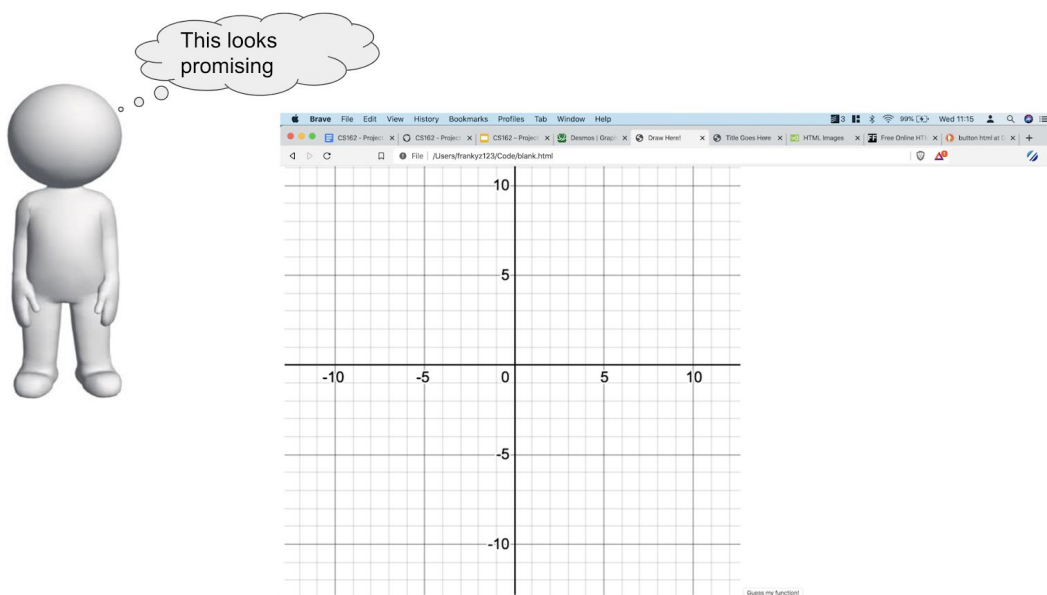 This looks
promising
Brave File Edit View History Bookmarks Profiles Tab Window Help
3 99% Wed 11:15
CS162 - Project CS162 - Project CS162 - Project Desmos | Graph Draw Here! Title Goes Here HTML Images Free Online HT button html at D
File /Users/frankyz123/Code/blank.html
10
5
-10 -5 0 5 10
-5
-10
Guess my function!